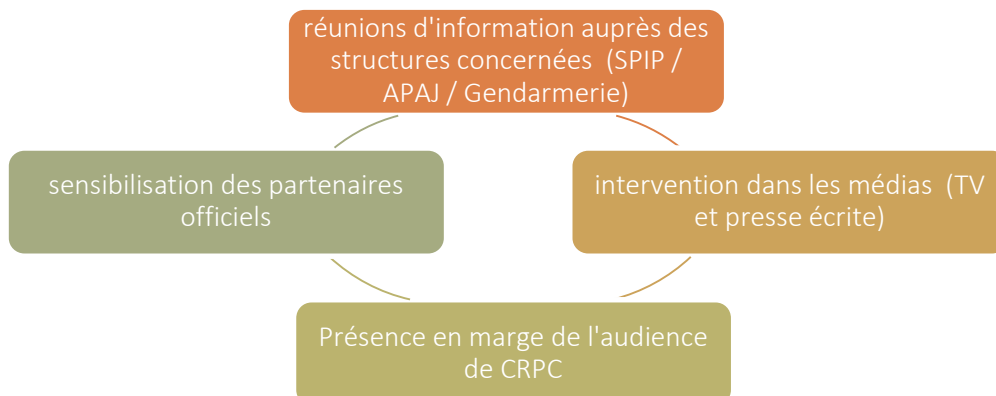 réunions d'information auprès des
structures concernées (SPIP /
APAJ / Gendarmerie)
sensibilisation des partenaires
officiels
intervention dans les médias (TV
et presse écrite)
Présence en marge de l'audience
de CRPC